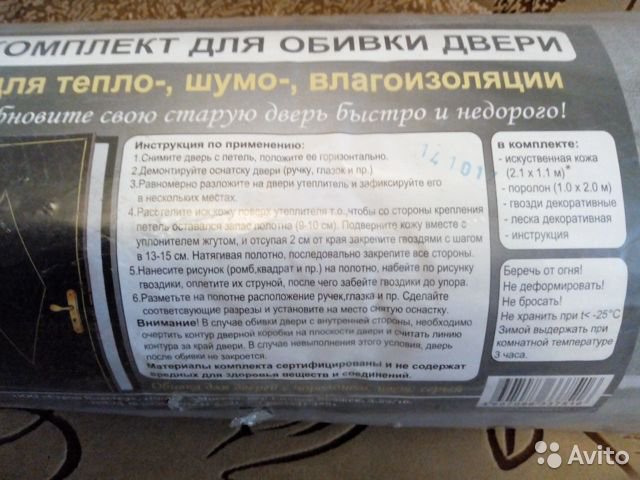 КОМПЛЕКТ ДЛЯ ОБИВКИ ДВЕРИ
для тепло-, шумо-, влагоизоляции
обновите свою старую дверь быстро и недорого!
Инструкция по применению:
1.Снимите дверь с петель, положите ее горизонтально.
2.Демонтируйте оснатску двери (ручку, глазок и пр.)
3.Равномерно разложите на двери утеплитель и зафиксируйте его
в нескольких местах.
4.Расстелите иск.кожу поверх утеплителя т.о.,чтобы со стороны крепления
петель оставался запас полотна (9-10 см). Подверните кожу вместе с
уплонителем жгутом, и отсупая 2 см от края закрепите гвоздями с шагом
в 13-15 см. Натягивая полотно, последовально закрепите все стороны.
5.Нанесите рисунок (ромб,квадрат и пр.) на полотно, набейте по рисунку
гвоздики, оплетите их струной, после чего забейте гвоздики до упора.
6.Разметьте на полотне расположение ручек,глазка и пр. Сделайте
соответсвующие разрезы и установите на место снятую оснастку.
Внимание! В случае обивки двери с внутренней стороны, необходимо
очертить контур дверной коробки на плоскости двери и считать линию
контура за край двери. В случае невыполнения этого условия, дверь
после обивки не закроется.
Материалы комплекта сертифицированы и не содержат
вредных для здоровья веществ и соединений.
14101
в комплекте:
- искуственная кожа
(2.1 х 1.1 м)*
- поролон (1.0 х 2.0 м)
- гвозди декоративные
- леска декоративная
- инструкция
Беречь от огня!
Не деформировать!
Не бросать!
Не хранить при t< -25°С
Зимой выдержать при
комнатной температуре
3 часа.
Avito